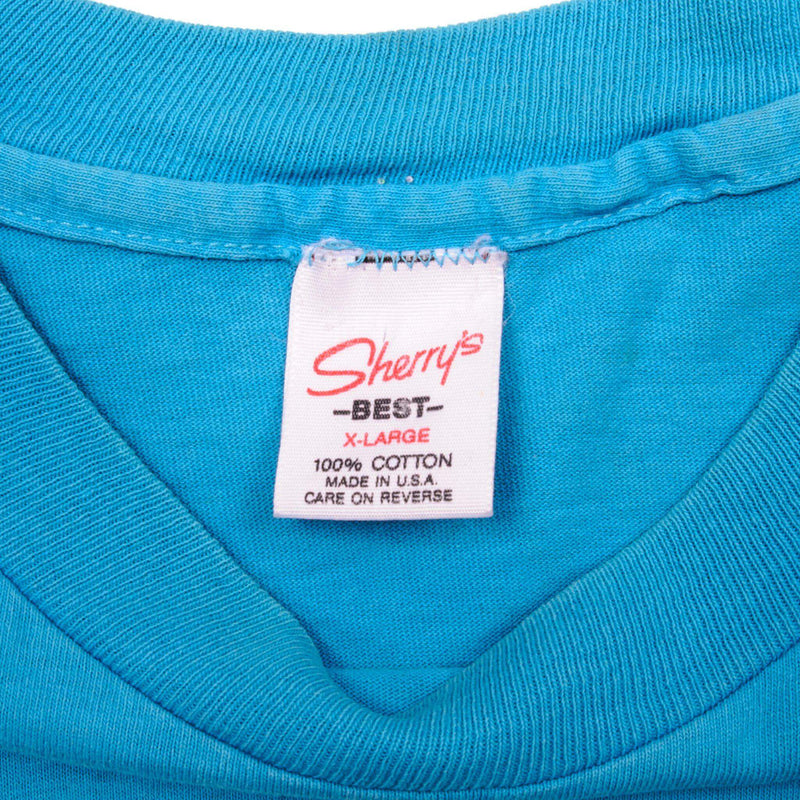 Sherry's
-BEST-
X-LARGE
100% COTTON
MADE IN U.S.A.
CARE ON REVERSE